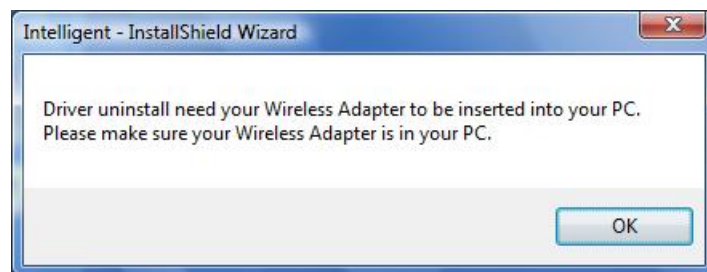 Intelligent - InstallShield Wizard
Driver uninstall need your Wireless Adapter to be inserted into your PC.
Please make sure your Wireless Adapter is in your PC.
OK